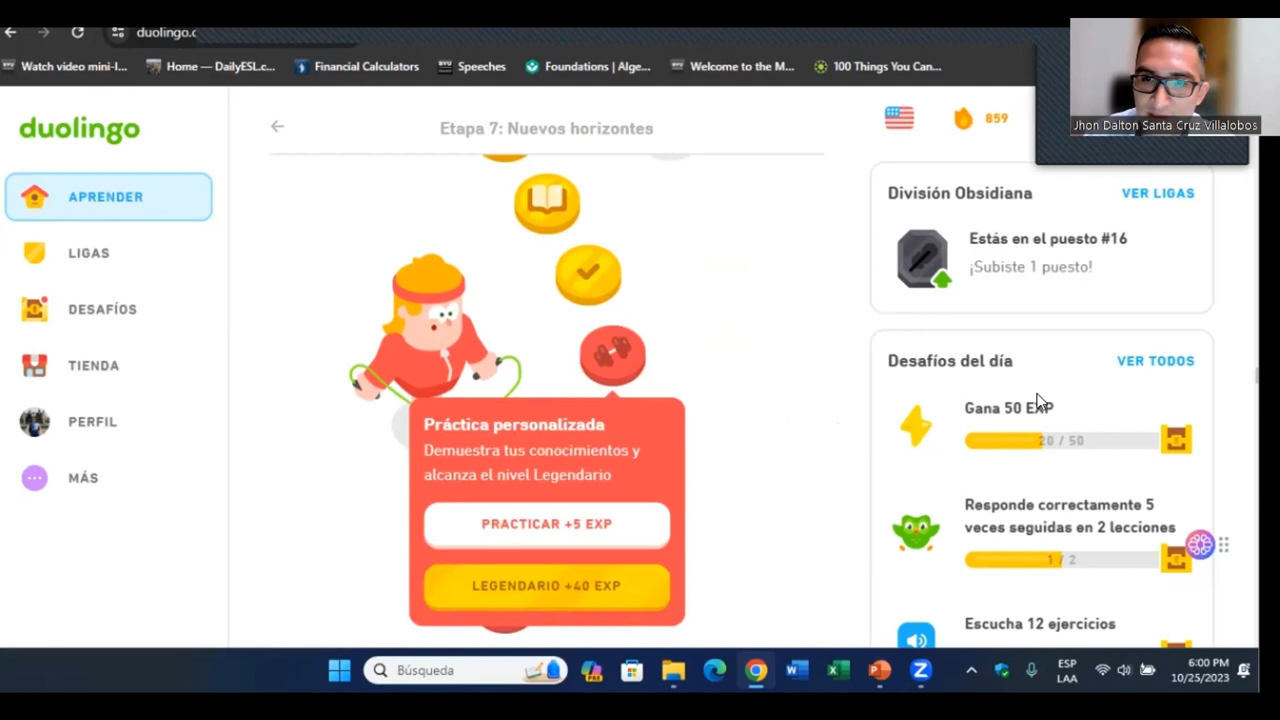 duolingo.c
Watch video mini-l...
Home — DailyESL.c...
BYU
Financial Calculators
BYU
Speeches
Foundations | Alge...
Welcome to the M...
100 Things You Can...
Jhon Dalton Santa Cruz Villalobos
duolingo
Etapa 7: Nuevos horizontes
859
APRENDER
LIGAS
DESAFÍOS
TIENDA
PERFIL
MÁS
Práctica personalizada
Demuestra tus conocimientos y
alcanza el nivel Legendario
PRACTICAR +5 EXP
LEGENDARIO +40 EXP
División Obsidiana
VER LIGAS
Estás en el puesto #16
¡Subiste 1 puesto!
Desafíos del día
VER TODOS
Gana 50 EXP
20 / 50
Responde correctamente 5
veces seguidas en 2 lecciones
1 / 2
Escucha 12 ejercicios
Búsqueda
PRE
ESP
LAA
6:00 PM
10/25/2023